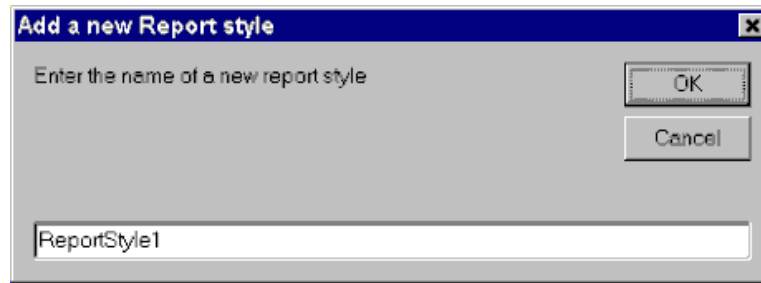 Add a new Report style
Enter the name of a new report style
OK
Cancel
ReportStyle1